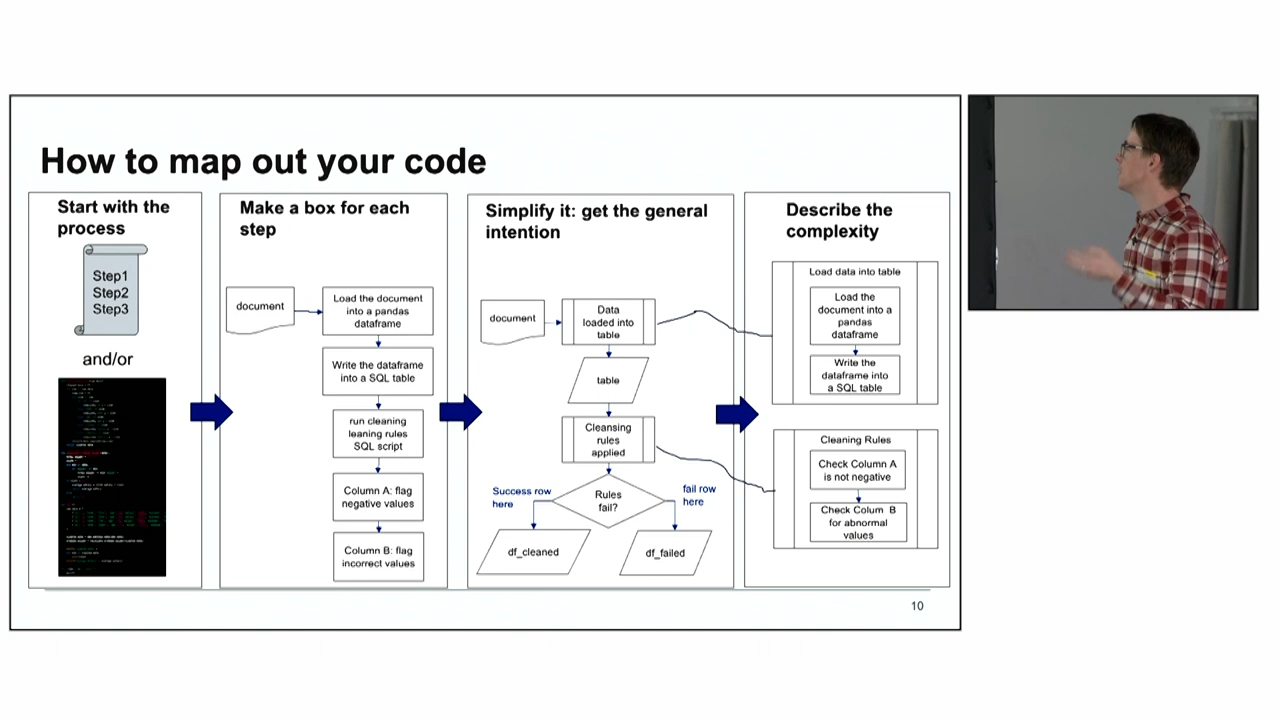 How to map out your code
Start with the
process
Step1
Step2
Step3
and/or
Make a box for each
step
document
Load the document
into a pandas
dataframe
Write the dataframe
into a SQL table
run cleaning
leaning rules
SQL script
Column A: flag
negative values
Column B: flag
incorrect values
Simplify it: get the general
intention
document
Data
loaded into
table
table
Cleansing
rules
applied
Success row
here
Rules
fail?
fail row
here
df_cleaned
df_failed
Describe the
complexity
Load data into table
Load the
document into a
pandas
dataframe
Write the
dataframe into
a SQL table
Cleaning Rules
Check Column A
is not negative
Check Colum B
for abnormal
values
10